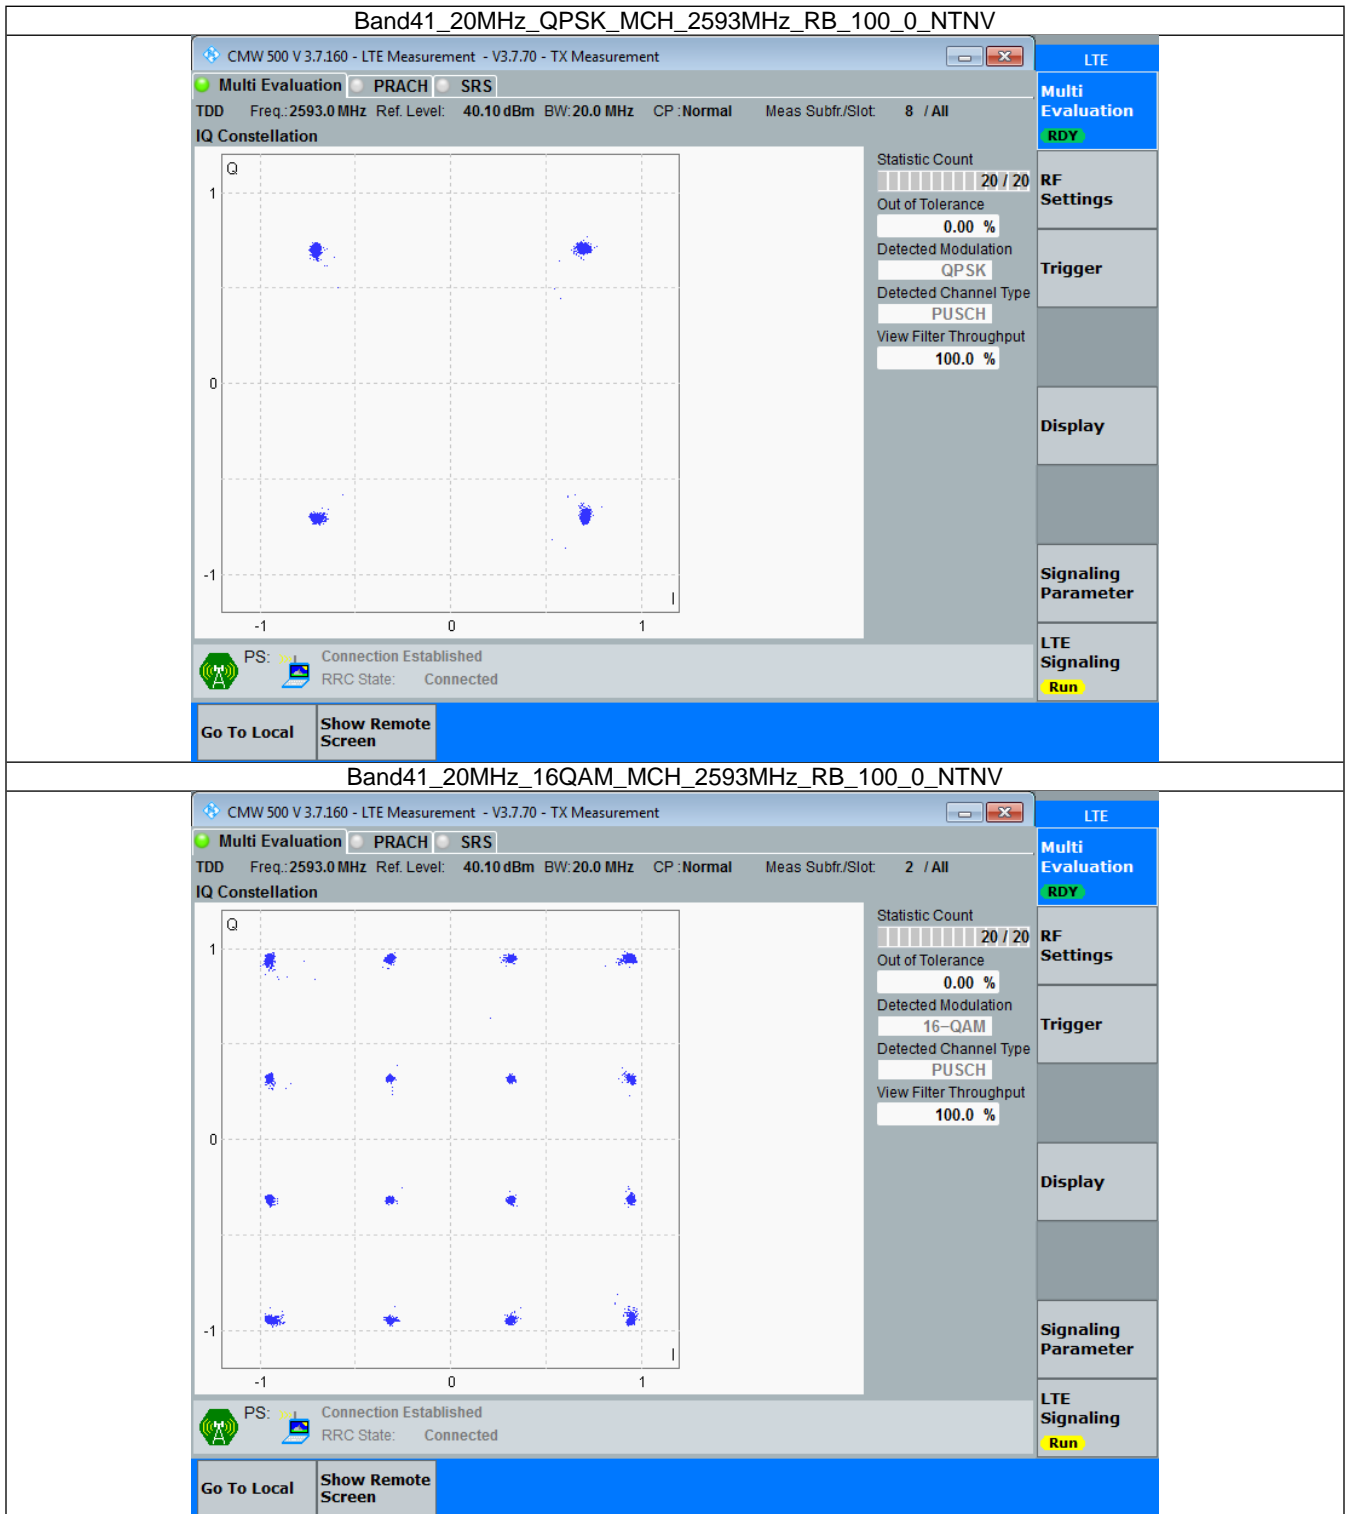 Band41_20MHz_QPSK_MCH_2593MHz_RB_100_0_NTNV
CMW 500 V 3.7.160 - LTE Measurement - V3.7.70 - TX Measurement
LTE
Multi Evaluation PRACH SRS
TDD Freq.: 2593.0 MHz Ref. Level: 40.10 dBm BW: 20.0 MHz CP : Normal Meas Subfr./Slot: 8 / All
IQ Constellation
Q
1
0
-1
I
-1 0 1
Statistic Count
20 / 20
Out of Tolerance
0.00 %
Detected Modulation
QPSK
Detected Channel Type
PUSCH
View Filter Throughput
100.0 %
Multi
Evaluation
RDY
RF
Settings
Trigger
Display
Signaling
Parameter
LTE
Signaling
Run
PS: Connection Established
RRC State: Connected
Go To Local
Show Remote
Screen
Band41_20MHz_16QAM_MCH_2593MHz_RB_100_0_NTNV
CMW 500 V 3.7.160 - LTE Measurement - V3.7.70 - TX Measurement
LTE
Multi Evaluation PRACH SRS
TDD Freq.: 2593.0 MHz Ref. Level: 40.10 dBm BW: 20.0 MHz CP : Normal Meas Subfr./Slot: 2 / All
IQ Constellation
Q
1
0
-1
I
-1 0 1
Statistic Count
20 / 20
Out of Tolerance
0.00 %
Detected Modulation
16-QAM
Detected Channel Type
PUSCH
View Filter Throughput
100.0 %
Multi
Evaluation
RDY
RF
Settings
Trigger
Display
Signaling
Parameter
LTE
Signaling
Run
PS: Connection Established
RRC State: Connected
Go To Local
Show Remote
Screen